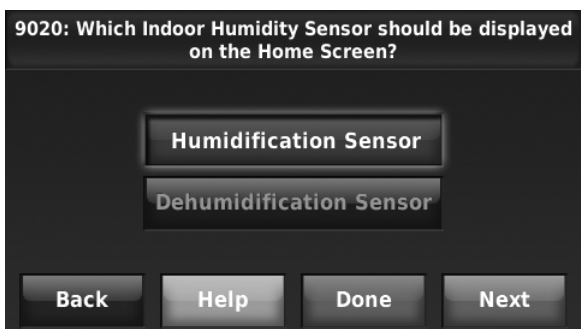 9020: Which Indoor Humidity Sensor should be displayed
on the Home Screen?
Humidification Sensor
Dehumidification Sensor
Back Help Done Next